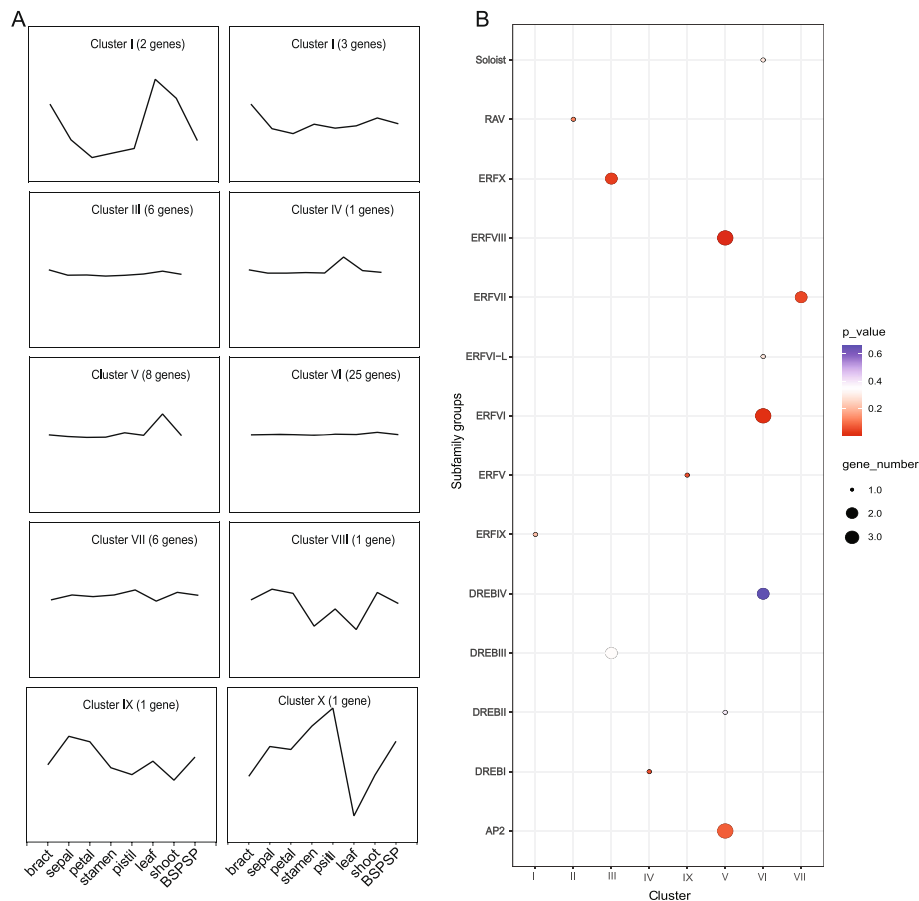 A
Cluster I (2 genes)
Cluster I (3 genes)
Cluster III (6 genes)
Cluster IV (1 genes)
Cluster V (8 genes)
Cluster VI (25 genes)
Cluster VII (6 genes)
Cluster VIII (1 gene)
Cluster IX (1 gene)
Cluster X (1 gene)
bract
sepal
petal
stamen
pistil
leaf
shoot
BSPSP
bract
sepal
petal
stamen
psitl
leaf
shoot
BSPSP
B
Subfamily groups
Soloist
RAV
ERFX
ERFVIII
ERFVII
ERFVI-L
ERFVI
ERFV
ERFIX
DREBIV
DREBIII
DREBII
DREBI
AP2
I II III IV IX V VI VII
Cluster
p_value
0.6
0.4
0.2
gene_number
1.0
2.0
3.0